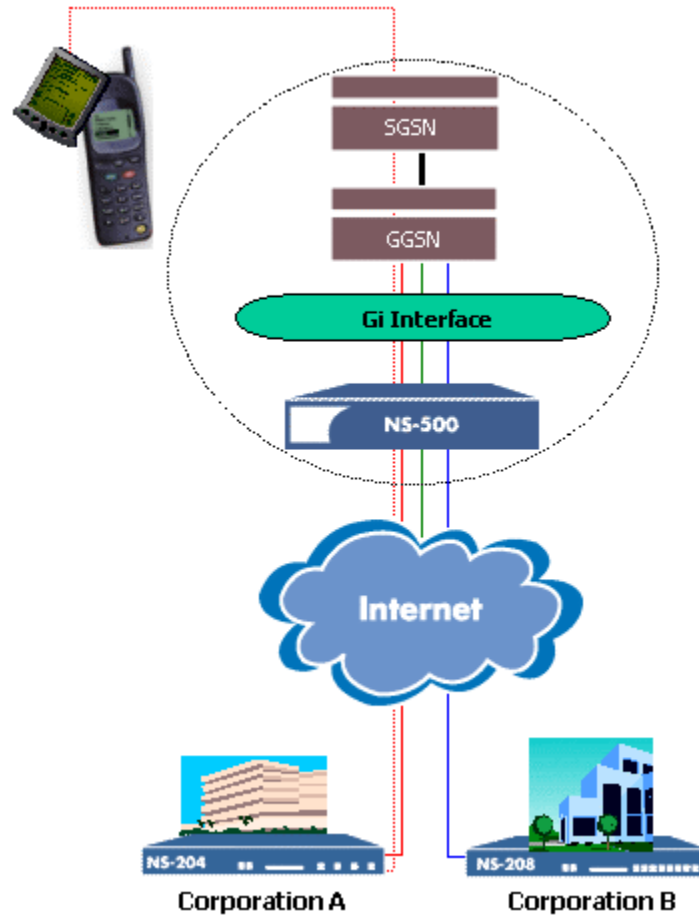 SGSN
GGSN
Gi Interface
NS-500
Internet
NS-204
NS-208
Corporation A
Corporation B